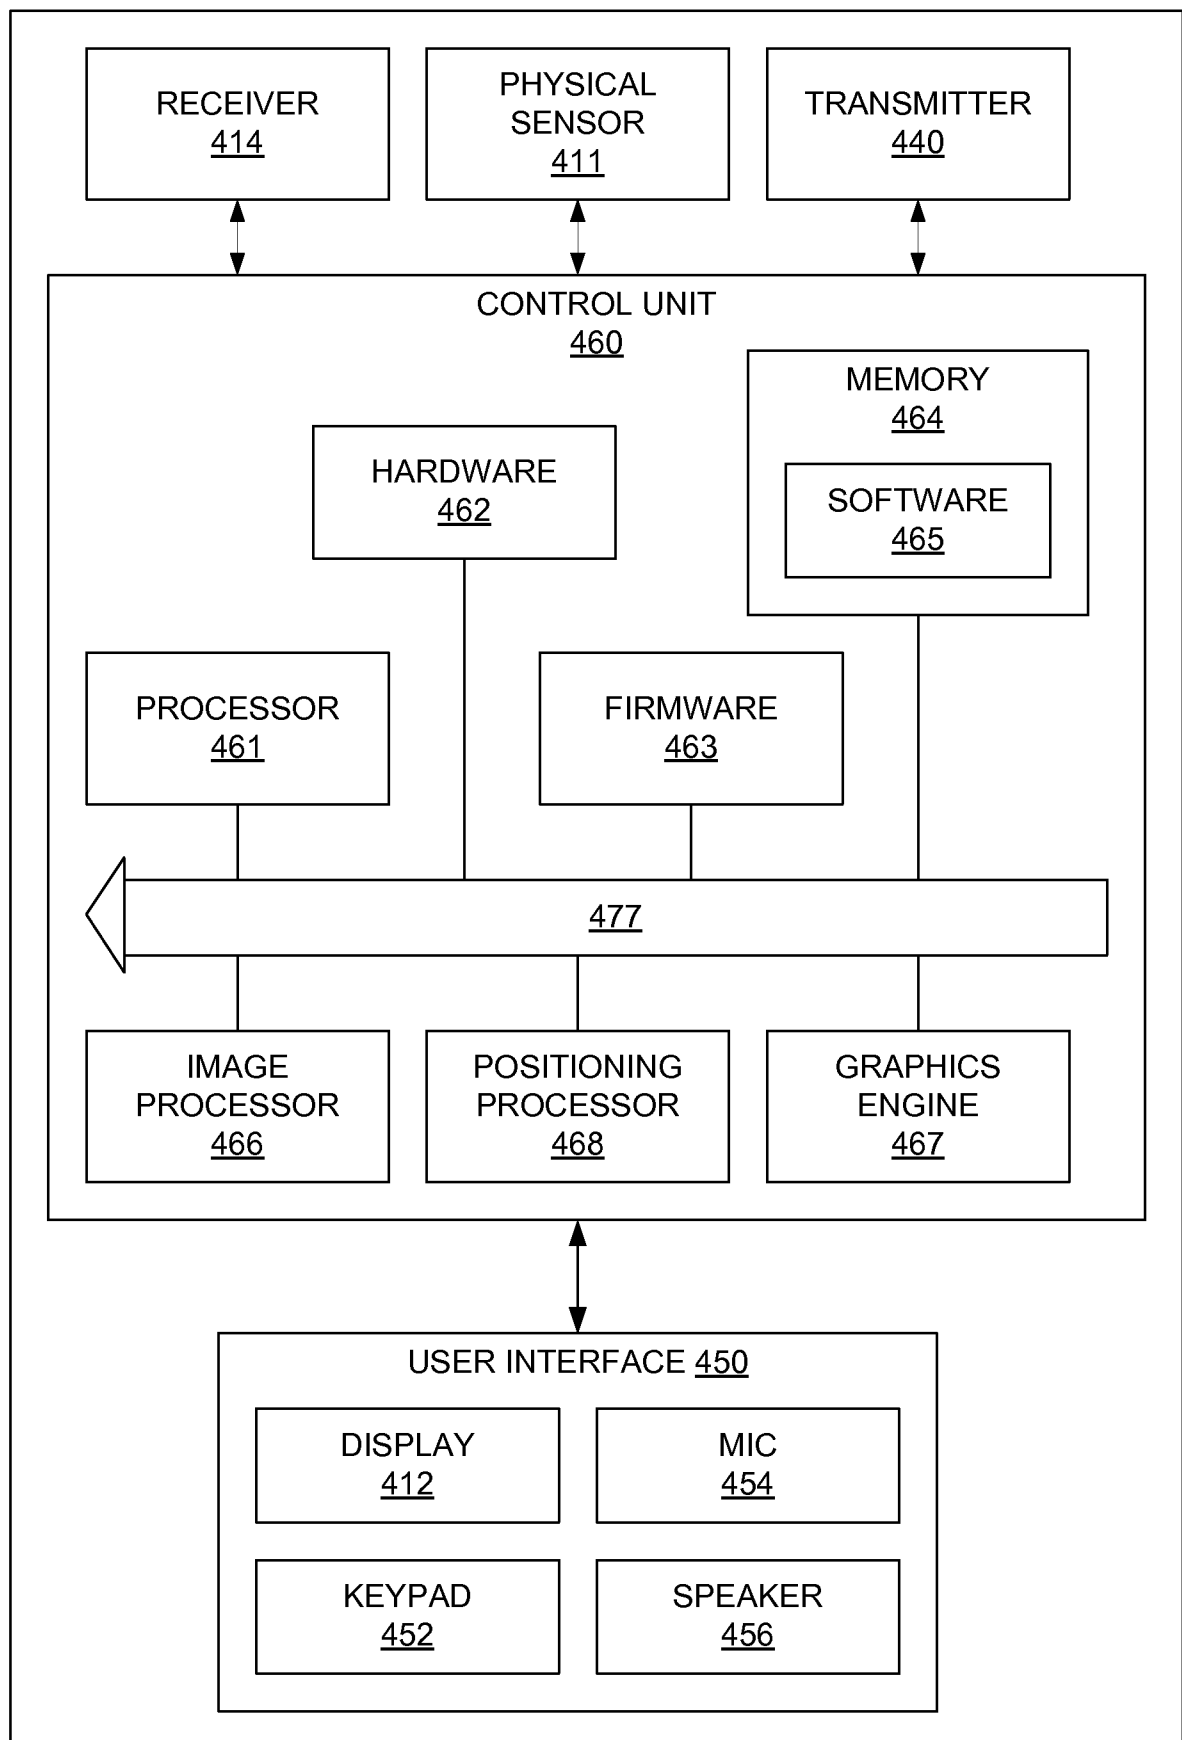 RECEIVER
414
PHYSICAL
SENSOR
411
TRANSMITTER
440
CONTROL UNIT
460
MEMORY
464
SOFTWARE
465
HARDWARE
462
PROCESSOR
461
FIRMWARE
463
477
IMAGE
PROCESSOR
466
POSITIONING
PROCESSOR
468
GRAPHICS
ENGINE
467
USER INTERFACE 450
DISPLAY
412
MIC
454
KEYPAD
452
SPEAKER
456